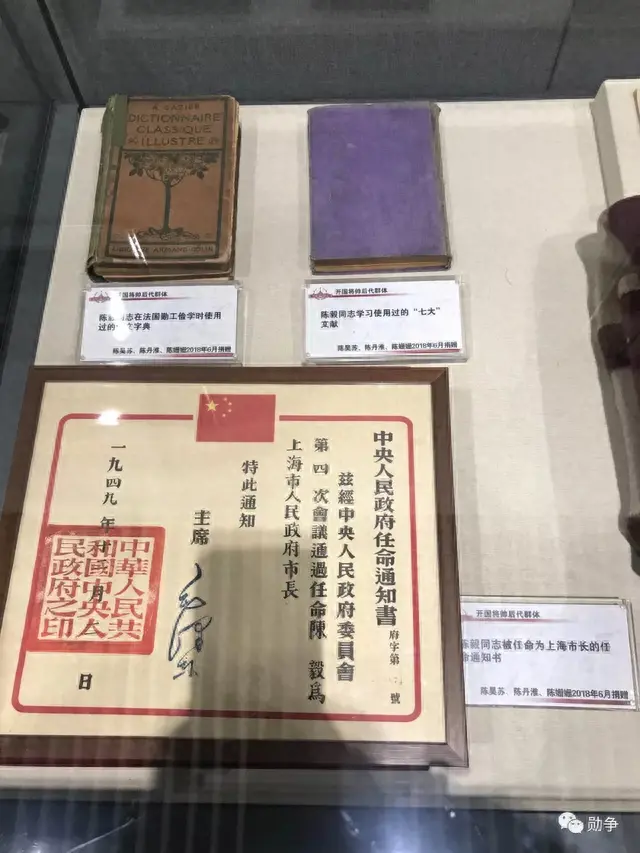 A. GAZIER
DICTIONNAIRE
CLASSIQUE
ILLUSTRÉ
LIBRAIRIE ARMAND COLIN
开国将帅后代群体
陈毅同志在法国勤工俭学时使用
过的 文字典
陈昊苏、陈丹淮、陈姗姗2018年6月捐赠
开国将帅后代群体
陈毅同志学习使用过的“七大”
文献
陈昊苏、陈丹淮、陈姗姗2018年6月捐赠
中央人民政府任命通知書 府字第 號
茲經中央人民政府委員會
第四次會議通過任命陳毅爲
上海市人民政府市長
特此通知
主席 毛澤東
一九四九年 月 日
中華人民共
和國中央人
民政府之印
开国将帅后代群体
陈毅同志被任命为上海市长的任
命通知书
陈昊苏、陈丹淮、陈姗姗2018年6月捐赠
勋争